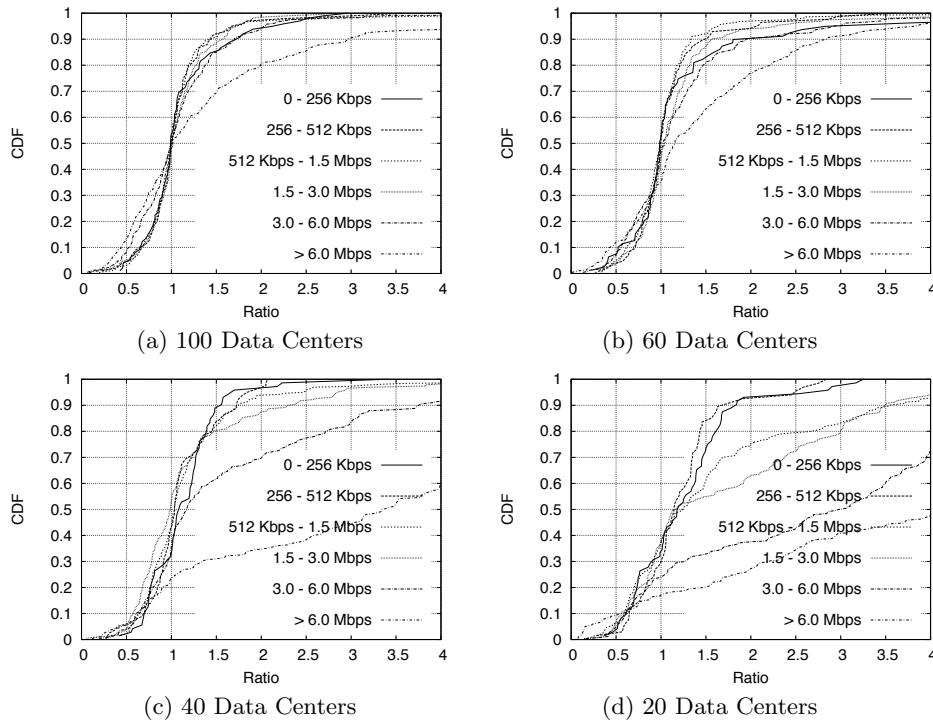 1
0.9
0.8
0.7
0.6
0.5
0.4
0.3
0.2
0.1
0
CDF
0 - 256 Kbps
256 - 512 Kbps
512 Kbps - 1.5 Mbps
1.5 - 3.0 Mbps
3.0 - 6.0 Mbps
> 6.0 Mbps
0 0.5 1 1.5 2 2.5 3 3.5 4
Ratio
(a) 100 Data Centers
1
0.9
0.8
0.7
0.6
0.5
0.4
0.3
0.2
0.1
0
CDF
0 - 256 Kbps
256 - 512 Kbps
512 Kbps - 1.5 Mbps
1.5 - 3.0 Mbps
3.0 - 6.0 Mbps
> 6.0 Mbps
0 0.5 1 1.5 2 2.5 3 3.5 4
Ratio
(b) 60 Data Centers
1
0.9
0.8
0.7
0.6
0.5
0.4
0.3
0.2
0.1
0
CDF
0 - 256 Kbps
256 - 512 Kbps
512 Kbps - 1.5 Mbps
1.5 - 3.0 Mbps
3.0 - 6.0 Mbps
> 6.0 Mbps
0 0.5 1 1.5 2 2.5 3 3.5 4
Ratio
(c) 40 Data Centers
1
0.9
0.8
0.7
0.6
0.5
0.4
0.3
0.2
0.1
0
CDF
0 - 256 Kbps
256 - 512 Kbps
512 Kbps - 1.5 Mbps
1.5 - 3.0 Mbps
3.0 - 6.0 Mbps
> 6.0 Mbps
0 0.5 1 1.5 2 2.5 3 3.5 4
Ratio
(d) 20 Data Centers